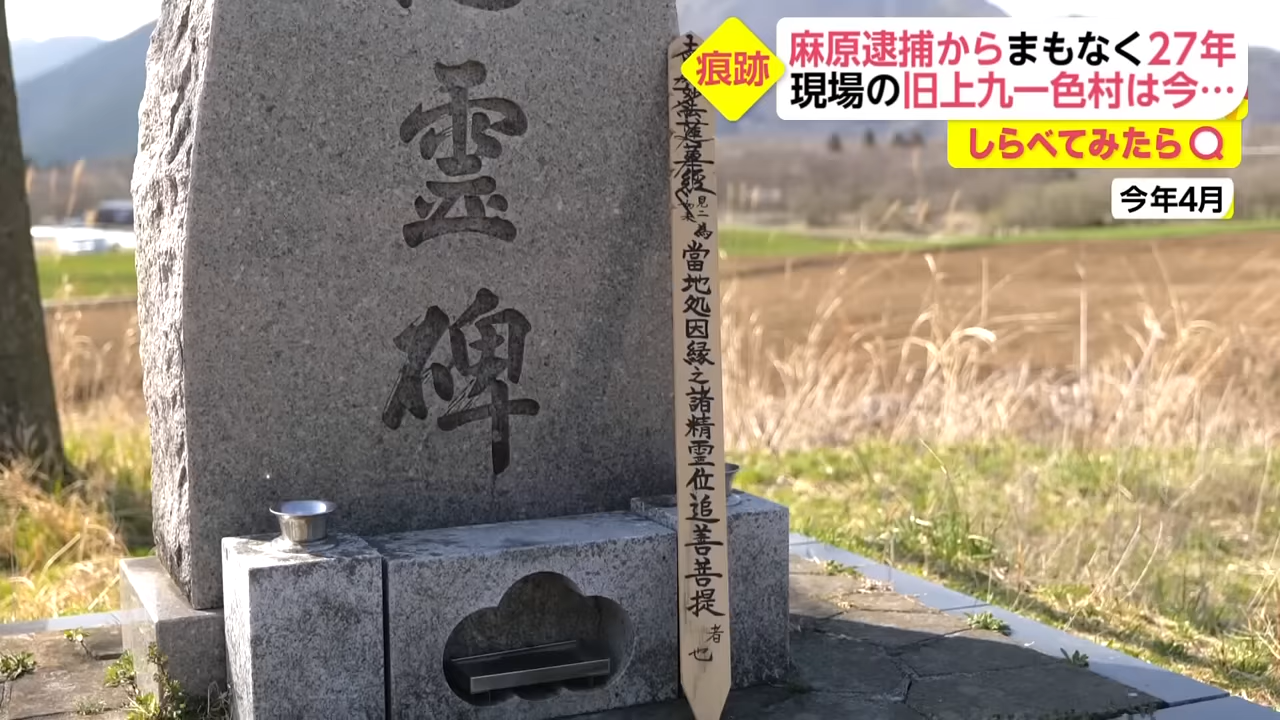 痕跡
麻原逮捕からまもなく27年
現場の旧上九一色村は今…
しらべてみたら
今年4月
霊碑
為當地処因縁之諸精霊位追善菩提者也